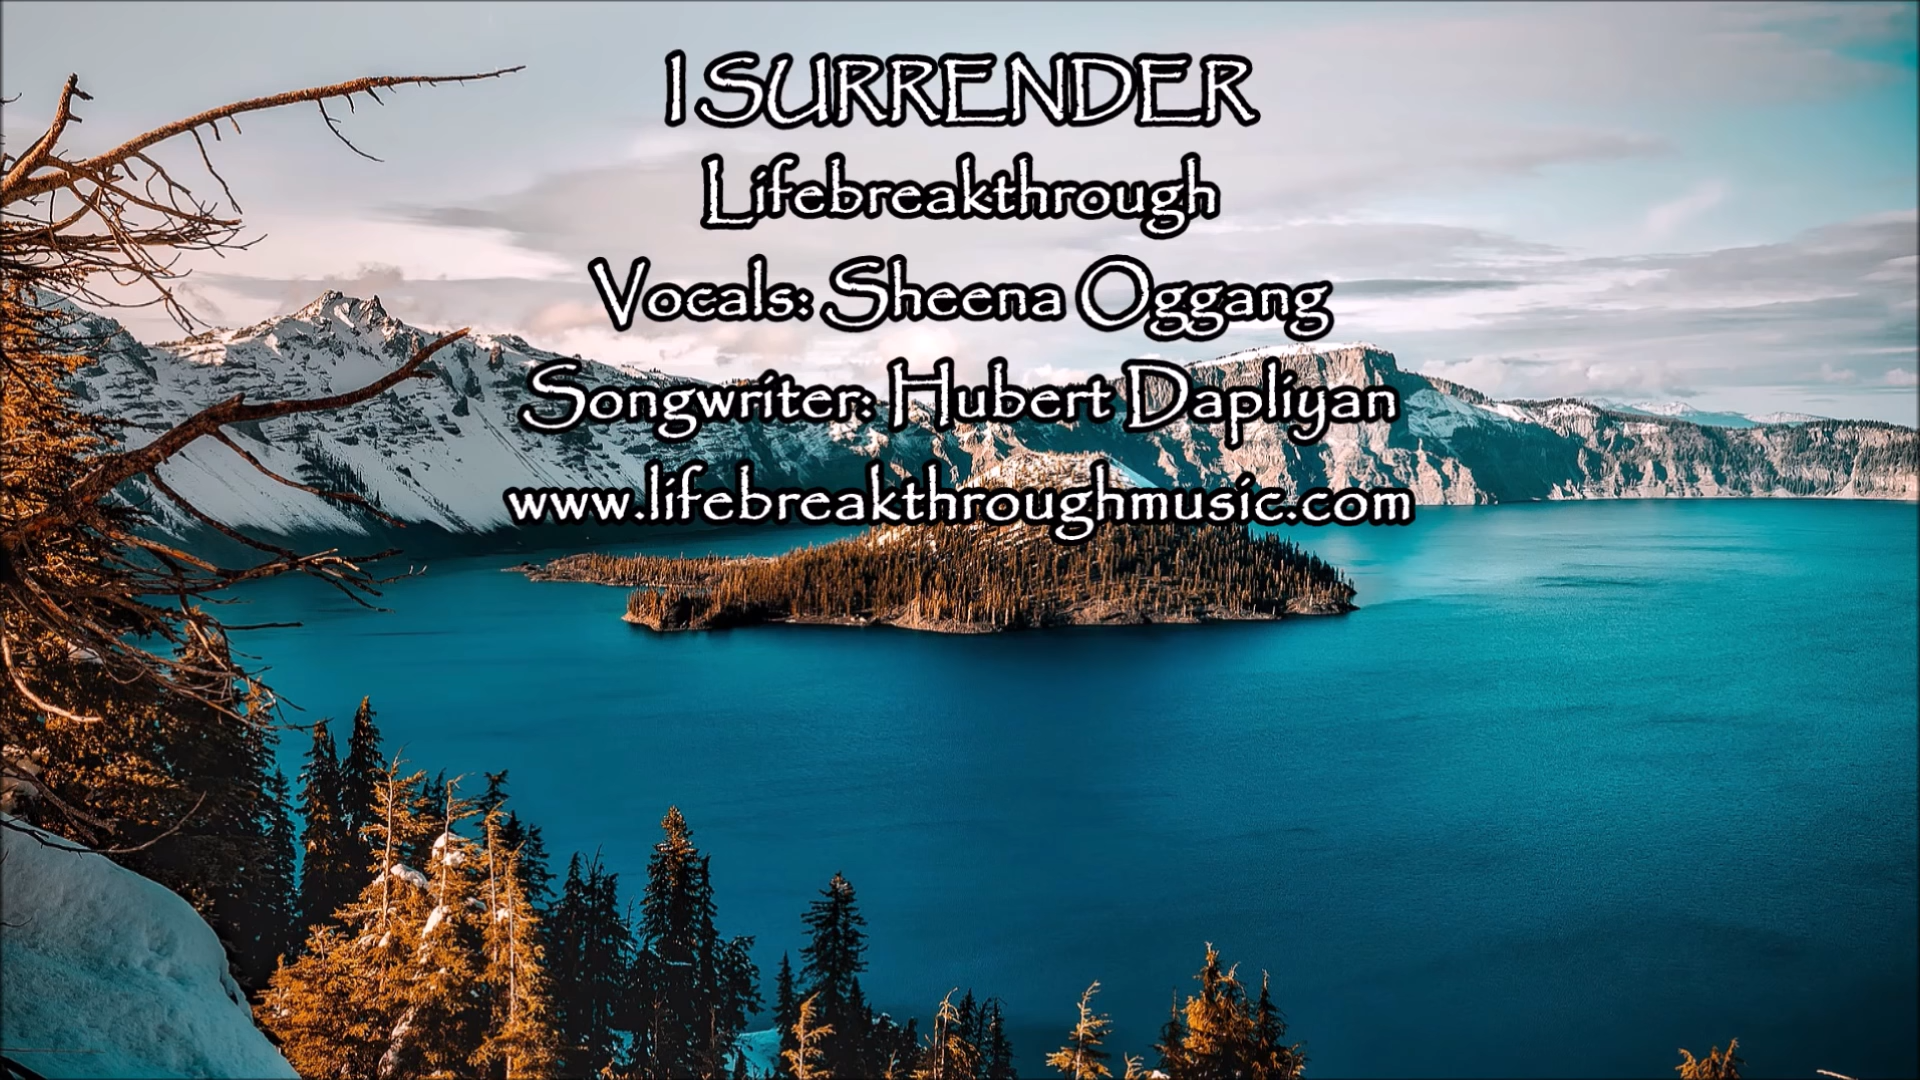 I SURRENDER
Lifebreakthrough
Vocals: Sheena Oggang
Songwriter: Hubert Dapliyan
www.lifebreakthroughmusic.com